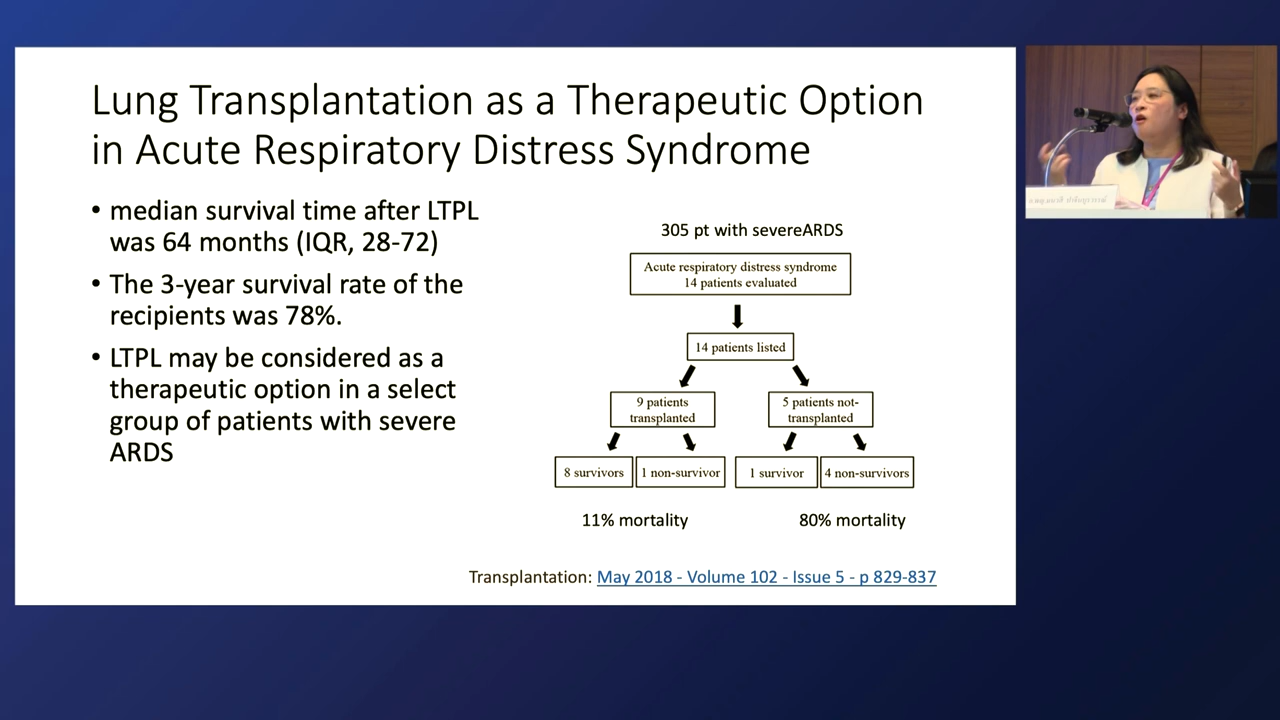 Lung Transplantation as a Therapeutic Option
in Acute Respiratory Distress Syndrome
• median survival time after LTPL
was 64 months (IQR, 28-72)
• The 3-year survival rate of the
recipients was 78%.
• LTPL may be considered as a
therapeutic option in a select
group of patients with severe
ARDS
305 pt with severeARDS
Acute respiratory distress syndrome
14 patients evaluated
14 patients listed
9 patients
transplanted
5 patients not-
transplanted
8 survivors
1 non-survivor
1 survivor
4 non-survivors
11% mortality
80% mortality
Transplantation: May 2018 - Volume 102 - Issue 5 - p 829-837